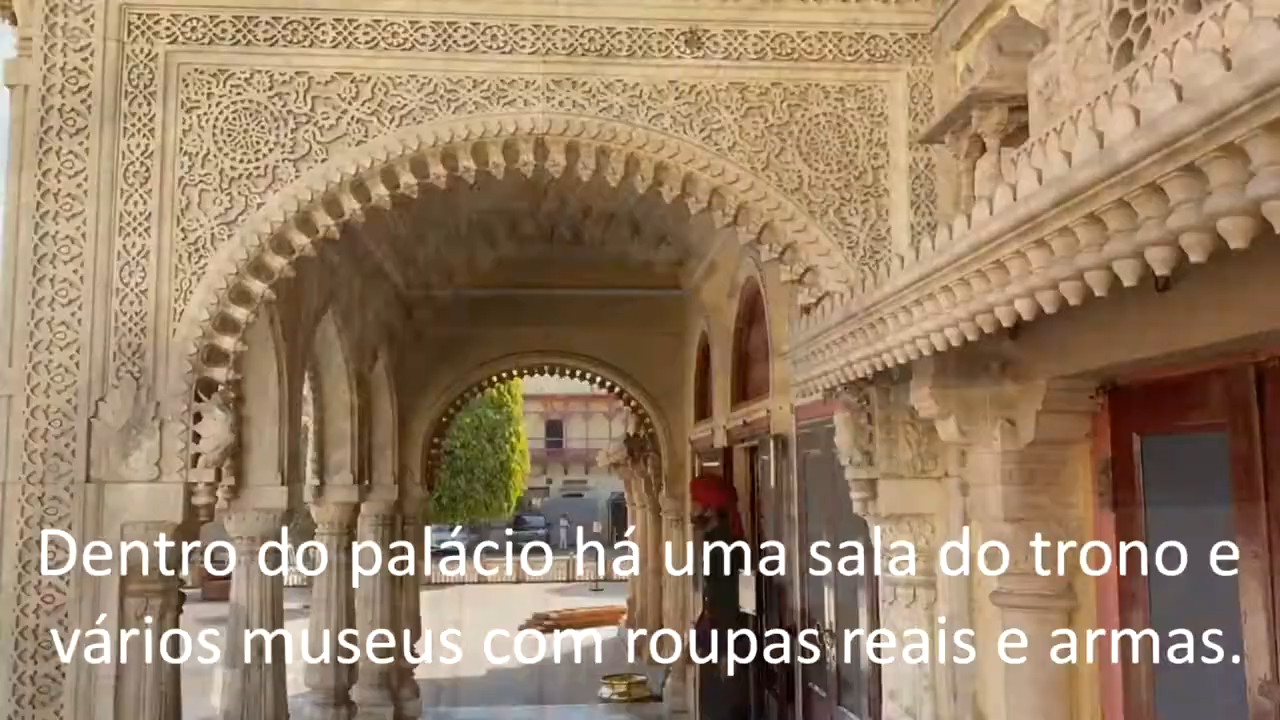 Dentro do palácio há uma sala do trono e
vários museus com roupas reais e armas.